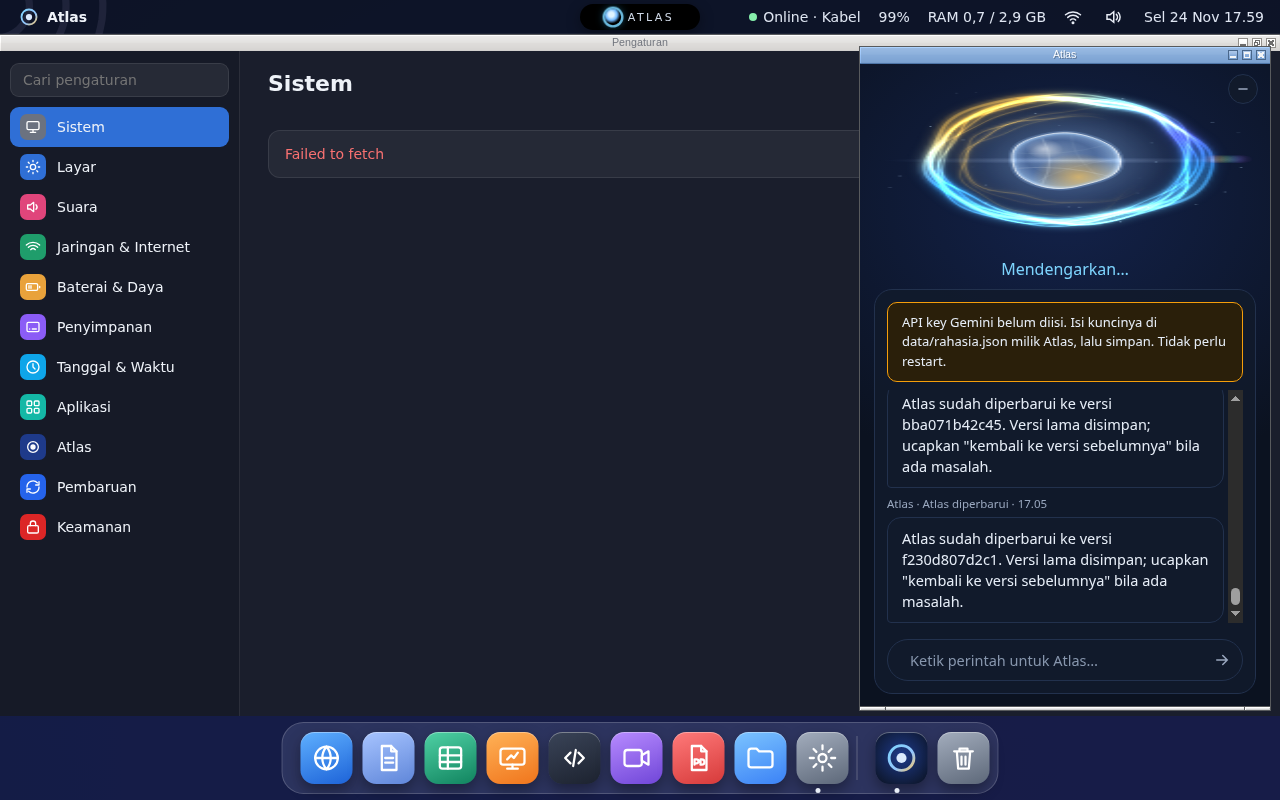 Atlas
ATLAS
Online · Kabel
99%
RAM 0,7 / 2,9 GB
Sel 24 Nov 17.59
Pengaturan
Cari pengaturan
Sistem
Layar
Suara
Jaringan & Internet
Baterai & Daya
Penyimpanan
Tanggal & Waktu
Aplikasi
Atlas
Pembaruan
Keamanan
Sistem
Failed to fetch
Atlas
Mendengarkan...
API key Gemini belum diisi. Isi kuncinya di
data/rahasia.json milik Atlas, lalu simpan. Tidak perlu
restart.
Atlas sudah diperbarui ke versi
bba071b42c45. Versi lama disimpan;
ucapkan "kembali ke versi sebelumnya" bila
ada masalah.
Atlas · Atlas diperbarui · 17.05
Atlas sudah diperbarui ke versi
f230d807d2c1. Versi lama disimpan; ucapkan
"kembali ke versi sebelumnya" bila ada
masalah.
Ketik perintah untuk Atlas...